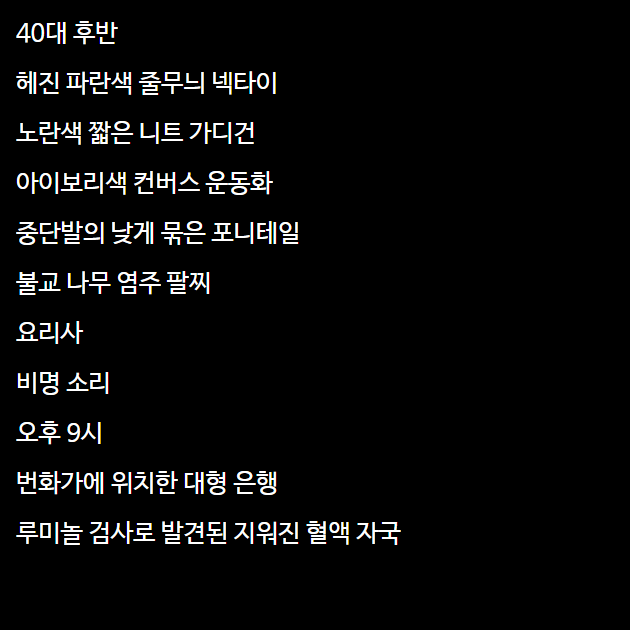 40대 후반
헤진 파란색 줄무늬 넥타이
노란색 짧은 니트 가디건
아이보리색 컨버스 운동화
중단발의 낮게 묶은 포니테일
불교 나무 염주 팔찌
요리사
비명 소리
오후 9시
번화가에 위치한 대형 은행
루미놀 검사로 발견된 지워진 혈액 자국